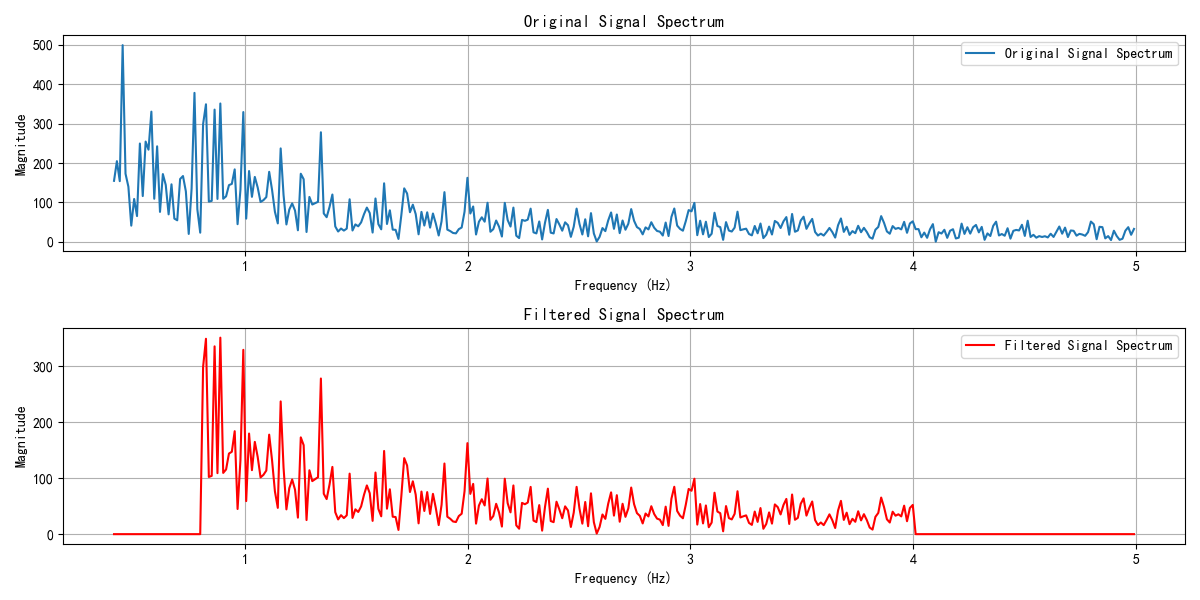 Original Signal Spectrum
Original Signal Spectrum
Magnitude
500
400
300
200
100
0
1
2
3
4
5
Frequency (Hz)
Filtered Signal Spectrum
Filtered Signal Spectrum
Magnitude
300
200
100
0
1
2
3
4
5
Frequency (Hz)